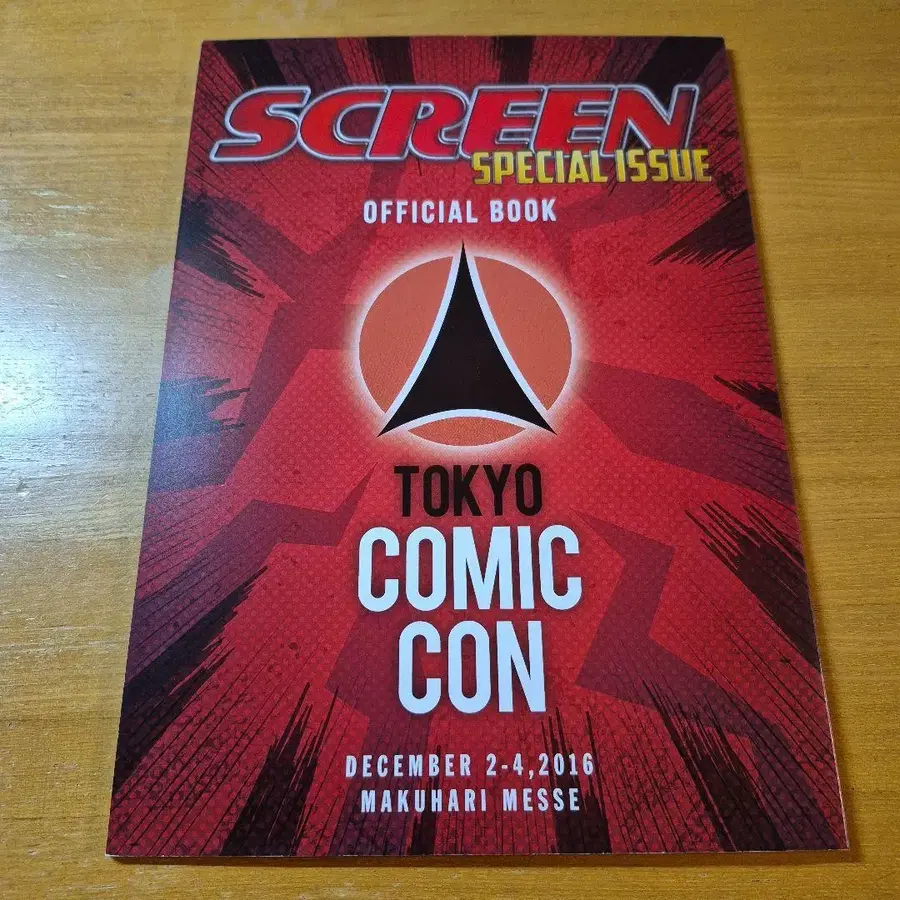 SCREEN
SPECIAL ISSUE
OFFICIAL BOOK
TOKYO
COMIC
CON
DECEMBER 2-4,2016
MAKUHARI MESSE